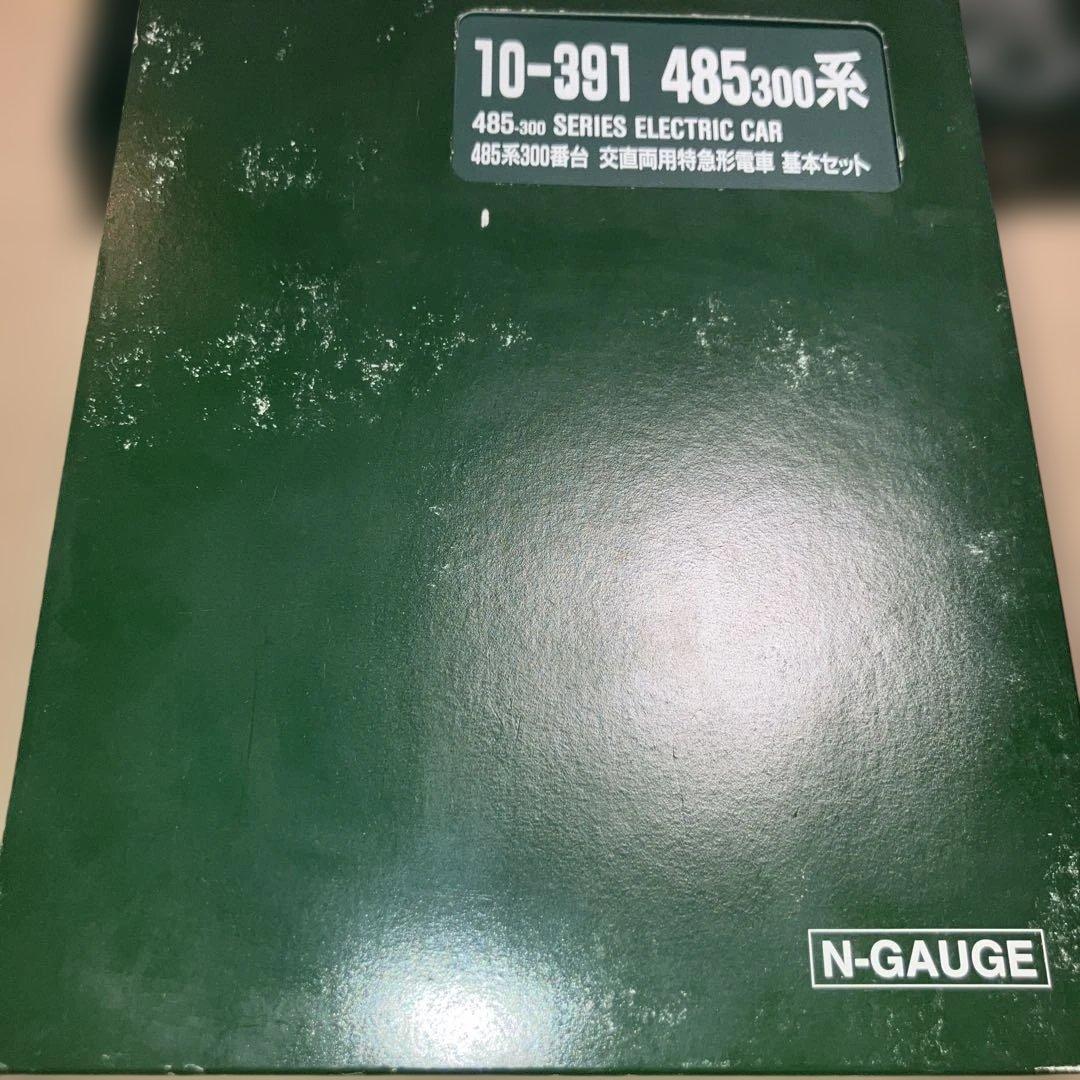 10-391 485300系
485-300 SERIES ELECTRIC CAR
485系300番台 交直両用特急形電車 基本セット
N-GAUGE